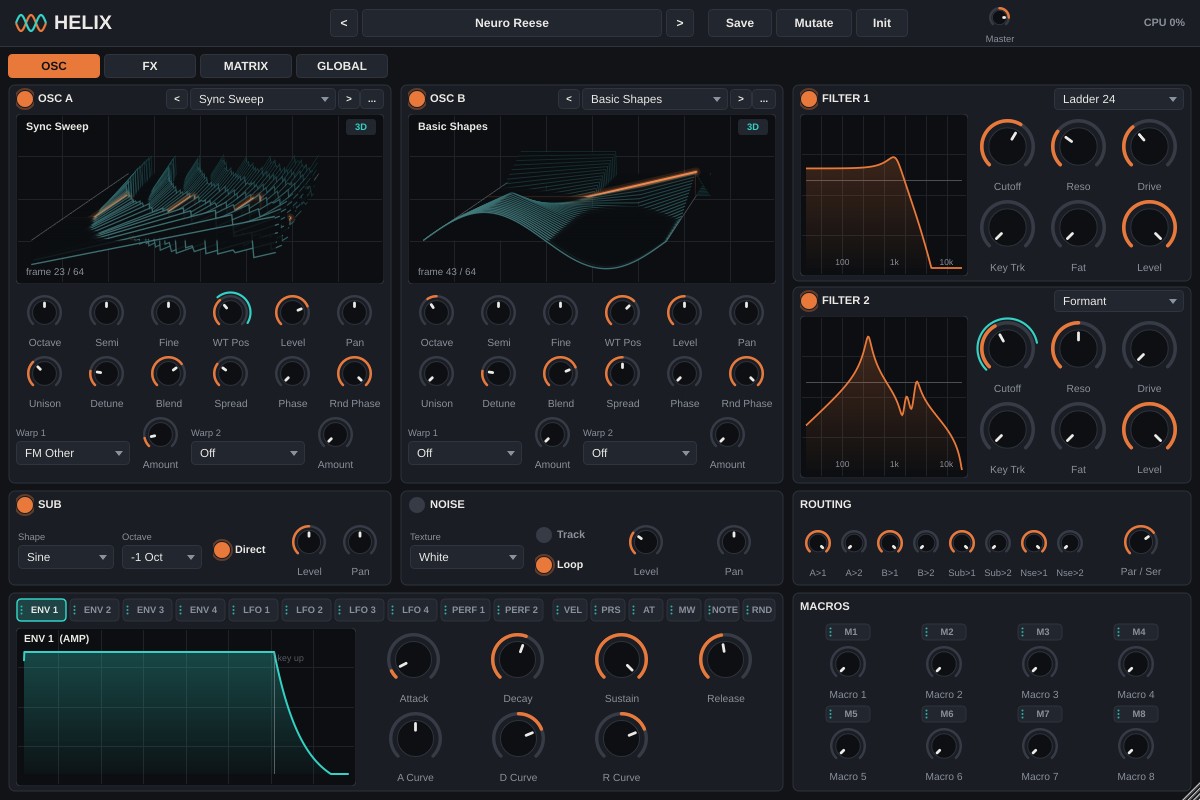 HELIX
< Neuro Reese > Save Mutate Init
Master
CPU 0%
OSC FX MATRIX GLOBAL
OSC A < Sync Sweep > ...
Sync Sweep 3D
frame 23 / 64
Octave Semi Fine WT Pos Level Pan
Unison Detune Blend Spread Phase Rnd Phase
Warp 1 Warp 2
FM Other Amount Off Amount
OSC B < Basic Shapes > ...
Basic Shapes 3D
frame 43 / 64
Octave Semi Fine WT Pos Level Pan
Unison Detune Blend Spread Phase Rnd Phase
Warp 1 Warp 2
Off Amount Off Amount
FILTER 1 Ladder 24
100 1k 10k
Cutoff Reso Drive
Key Trk Fat Level
FILTER 2 Formant
100 1k 10k
Cutoff Reso Drive
Key Trk Fat Level
SUB
Shape Octave
Sine -1 Oct Direct
Level Pan
NOISE
Texture Track
White Loop
Level Pan
ROUTING
A>1 A>2 B>1 B>2 Sub>1 Sub>2 Nse>1 Nse>2 Par / Ser
ENV 1 ENV 2 ENV 3 ENV 4 LFO 1 LFO 2 LFO 3 LFO 4 PERF 1 PERF 2 VEL PRS AT MW NOTE RND
ENV 1 (AMP)
key up
Attack Decay Sustain Release
A Curve D Curve R Curve
MACROS
M1 M2 M3 M4
Macro 1 Macro 2 Macro 3 Macro 4
M5 M6 M7 M8
Macro 5 Macro 6 Macro 7 Macro 8